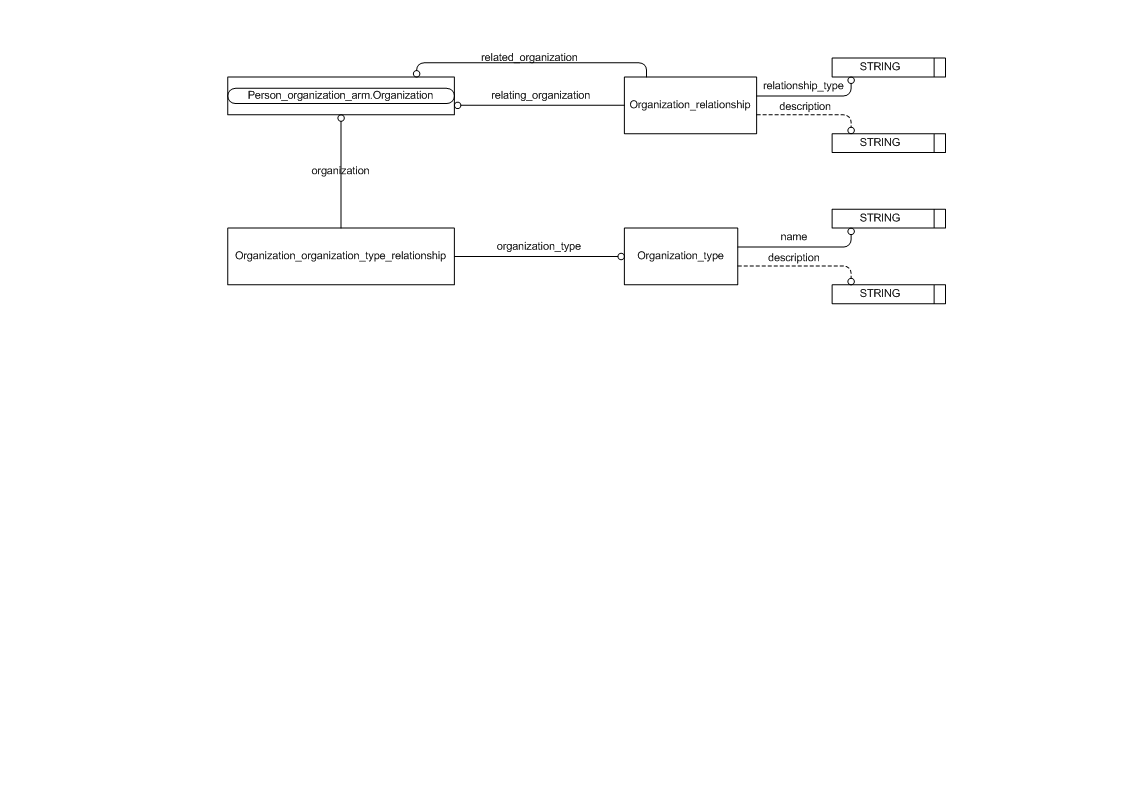 related_organization
STRING
relationship_type
Person_organization_arm.Organization
relating_organization
Organization_relationship
description
STRING
organization
STRING
name
organization_type
Organization_organization_type_relationship
Organization_type
description
STRING